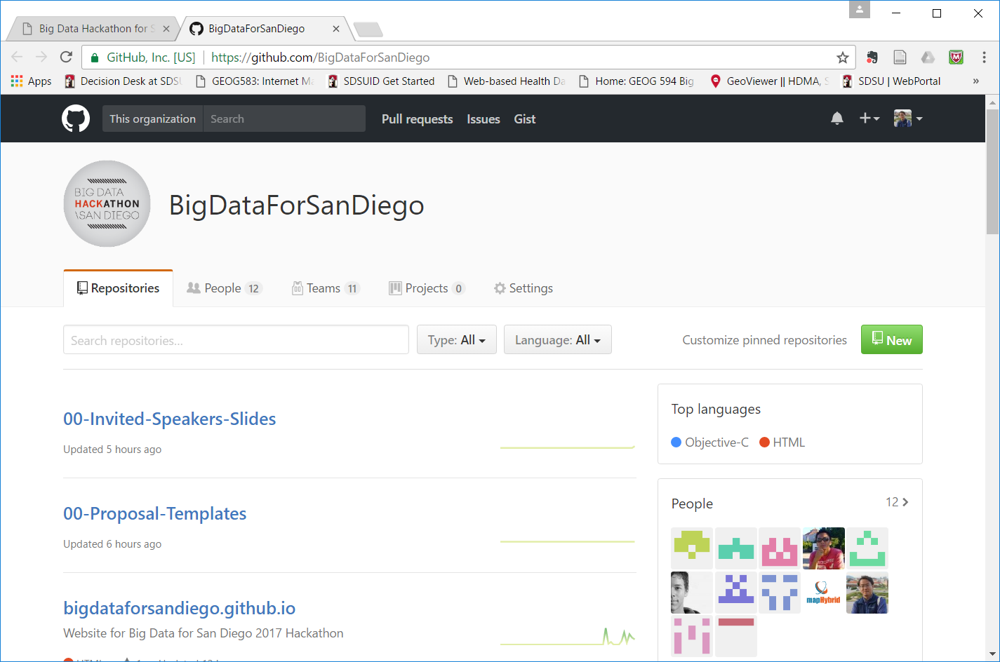 Big Data Hackathon for S
BigDataForSanDiego
GitHub, Inc. [US]
https://github.com/BigDataForSanDiego
Apps
Decision Desk at SDSU
GEOG583: Internet Ma
SDSUID Get Started
Web-based Health Da
Home: GEOG 594 Big
GeoViewer || HDMA, S
SDSU | WebPortal
»
This organization
Search
Pull requests
Issues
Gist
BIG DATA
HACKATHON
\SAN DIEGO
BigDataForSanDiego
Repositories
People 12
Teams 11
Projects 0
Settings
Search repositories...
Type: All
Language: All
Customize pinned repositories
New
00-Invited-Speakers-Slides
Updated 5 hours ago
00-Proposal-Templates
Updated 6 hours ago
bigdataforsandiego.github.io
Website for Big Data for San Diego 2017 Hackathon
Top languages
Objective-C
HTML
People
12
mapHybrid